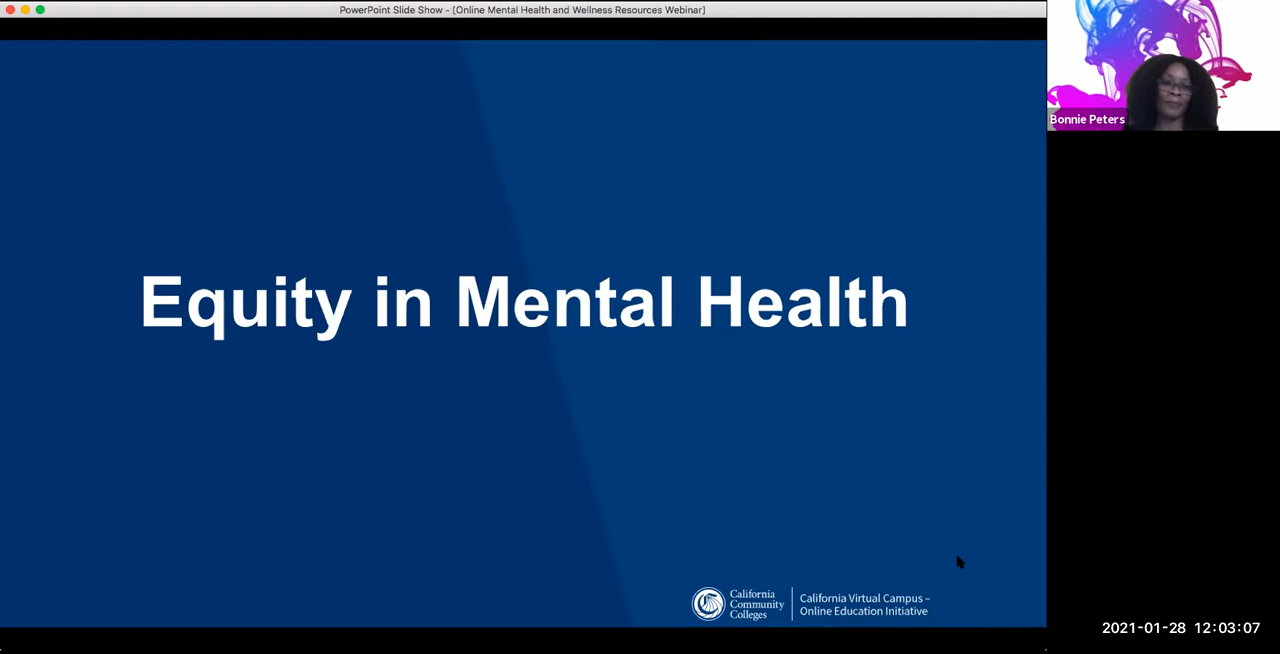 PowerPoint Slide Show - [Online Mental Health and Wellness Resources Webinar]
Bonnie Peters
Equity in Mental Health
California
Community
Colleges
California Virtual Campus –
Online Education Initiative
2021-01-28 12:03:07